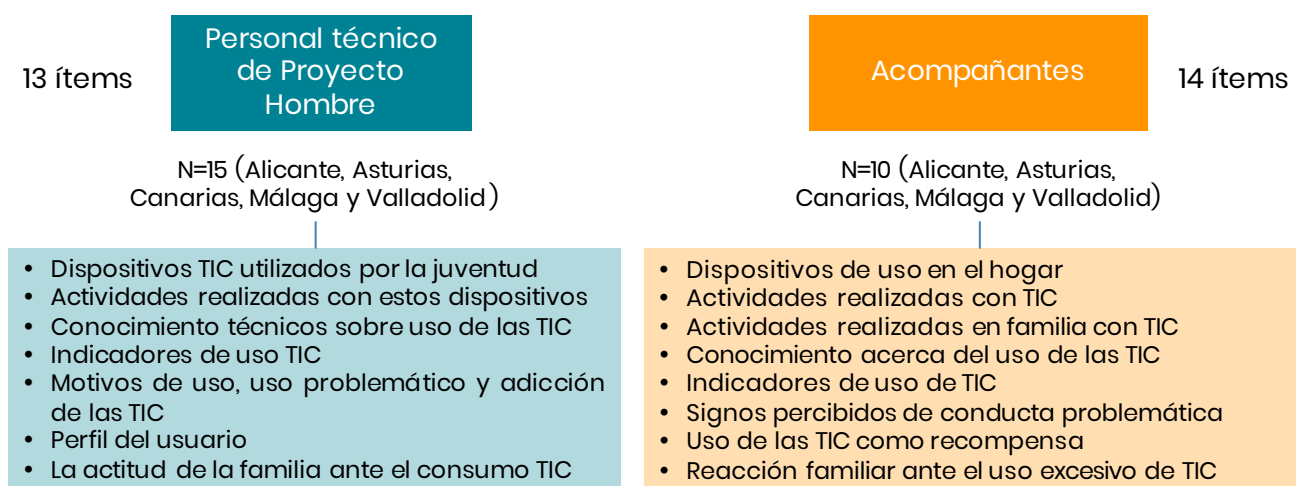 13 ítems
Personal técnico
de Proyecto
Hombre
N=15 (Alicante, Asturias,
Canarias, Málaga y Valladolid)
• Dispositivos TIC utilizados por la juventud
• Actividades realizadas con estos dispositivos
• Conocimiento técnicos sobre uso de las TIC
• Indicadores de uso TIC
• Motivos de uso, uso problemático y adicción
de las TIC
• Perfil del usuario
• La actitud de la familia ante el consumo TIC
Acompañantes
14 ítems
N=10 (Alicante, Asturias,
Canarias, Málaga y Valladolid)
• Dispositivos de uso en el hogar
• Actividades realizadas con TIC
• Actividades realizadas en familia con TIC
• Conocimiento acerca del uso de las TIC
• Indicadores de uso de TIC
• Signos percibidos de conducta problemática
• Uso de las TIC como recompensa
• Reacción familiar ante el uso excesivo de TIC